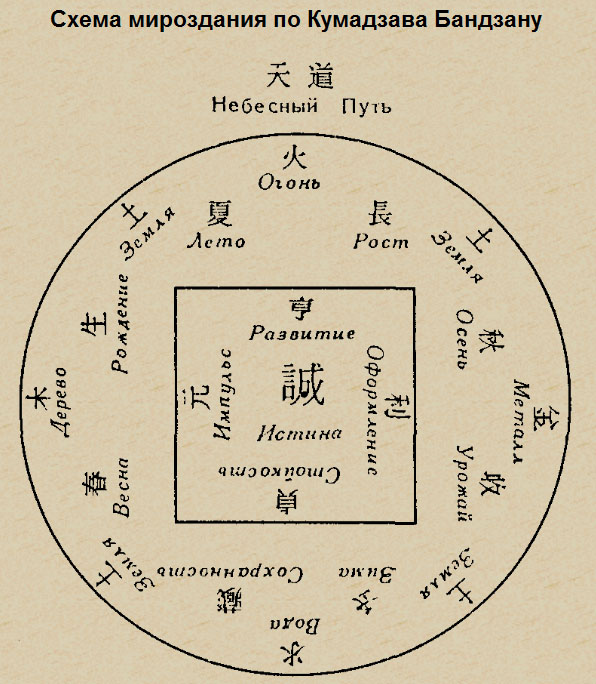 Схема мироздания по Кумадзава Бандзану
天道
Небесный Путь
火
Огонь
土
Земля
夏
Лето
長
Рост
土
Земля
生
Рождение
秋
Осень
亨
Развитие
元
Импульс
誠
Истина
利
Оформление
木
Дерево
金
Металл
春
Весна
收
Урожай
Стойкость
貞
土
Земля
Сохранность
藏
Зима
冬
土
Земля
Вода
水